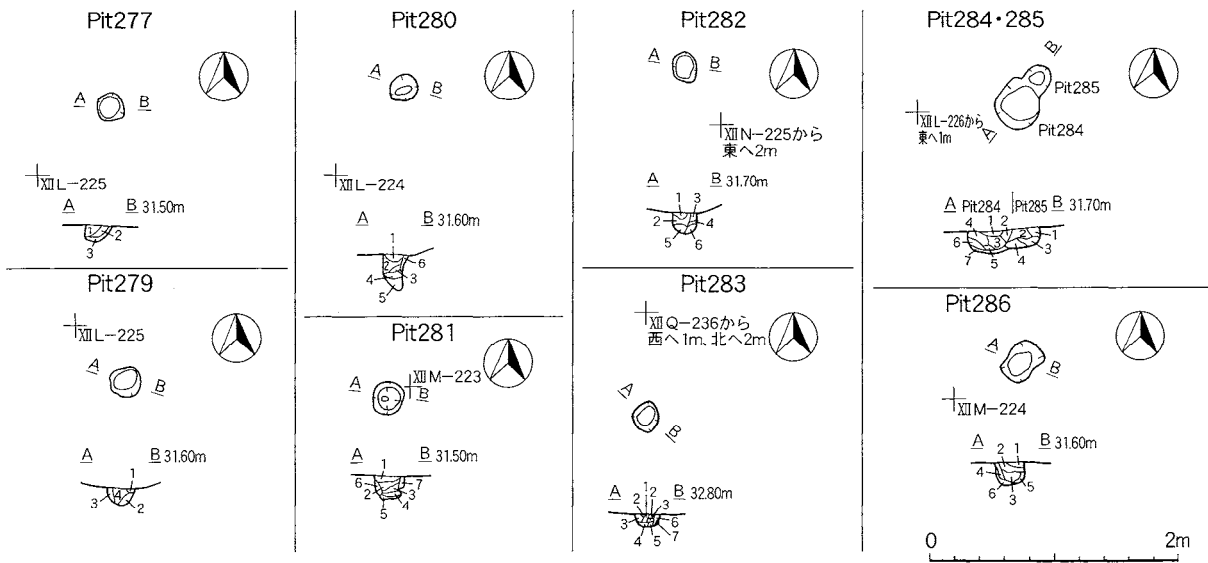 Pit277
A B
XII L-225
A B 31.50m
1 2
3
Pit279
XII L-225
A B
A B 31.60m
1
3 4 2
Pit280
A B
XII L-224
A B 31.60m
1
2 6
4 3
5
Pit281
XII M-223
A B
A B 31.50m
1
6 7
2 3
5 4
Pit282
A B
XII N-225から
東へ2m
A B 31.70m
1 3
2 4
5 6
Pit283
XII Q-236から
西へ1m、北へ2m
A
B
A B 32.80m
1 2
2 3
3 6
4 5 7
Pit284・285
B
Pit285
XII L-226から
東へ1m
A
Pit284
A Pit284 Pit285 B 31.70m
4 1 2
6 3 2 1
7 5 4 3
Pit286
A B
XII M-224
A B 31.60m
2 1
4 5
6 3
0 2m